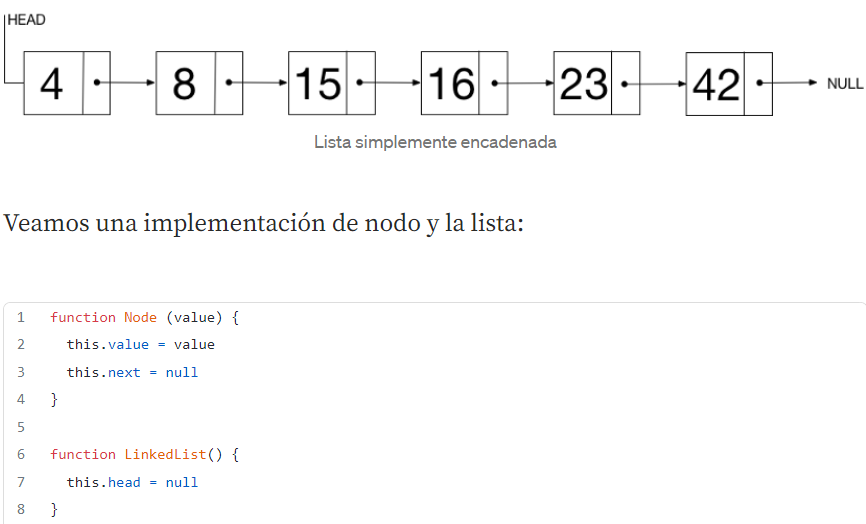 HEAD
4 8 15 16 23 42 NULL
Lista simplemente encadenada
Veamos una implementación de nodo y la lista:
1 function Node (value) {
2 this.value = value
3 this.next = null
4 }
5
6 function LinkedList() {
7 this.head = null
8 }